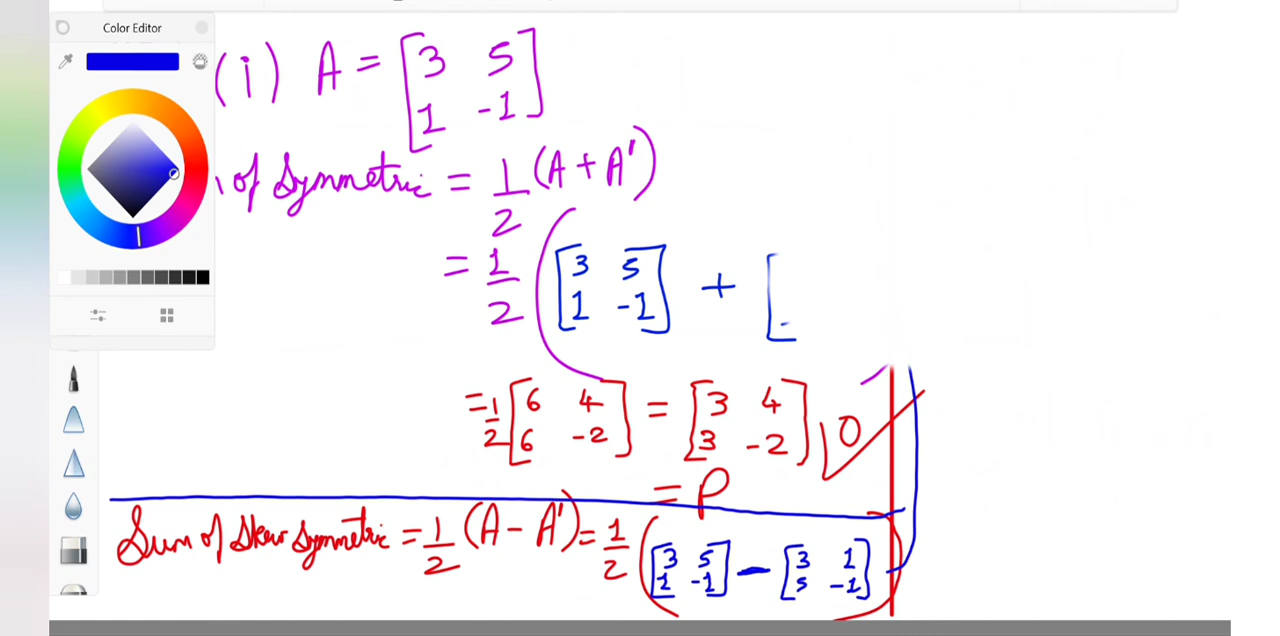 Color Editor
(i) A = [3 5
1 -1]
of Symmetric = 1/2 (A + A')
= 1/2 ([3 5
1 -1] + [
= 1/2 [6 4
6 -2] = [3 4
3 -2] 0
= P
Sum of Skew Symmetric = 1/2 (A - A') = 1/2 ([3 5
1 -1] - [3 1
5 -1])